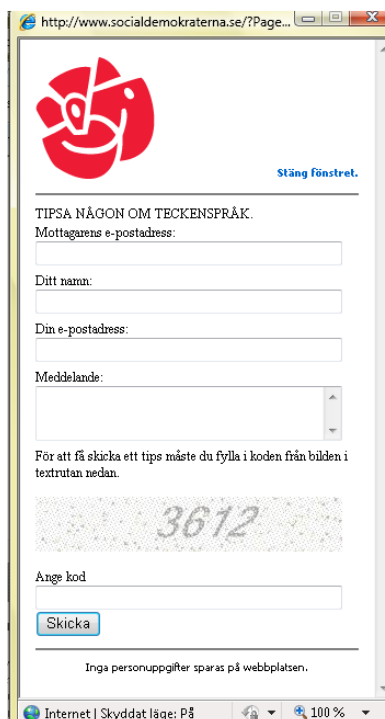 http://www.socialdemokraterna.se/?Page...
Stäng fönstret.
TIPSA NÅGON OM TECKENSPRÅK.
Mottagarens e-postadress:
Ditt namn:
Din e-postadress:
Meddelande:
För att få skicka ett tips måste du fylla i koden från bilden i
textrutan nedan.
3612
Ange kod
Skicka
Inga personuppgifter sparas på webbplatsen.
Internet | Skyddat läge: På
100 %